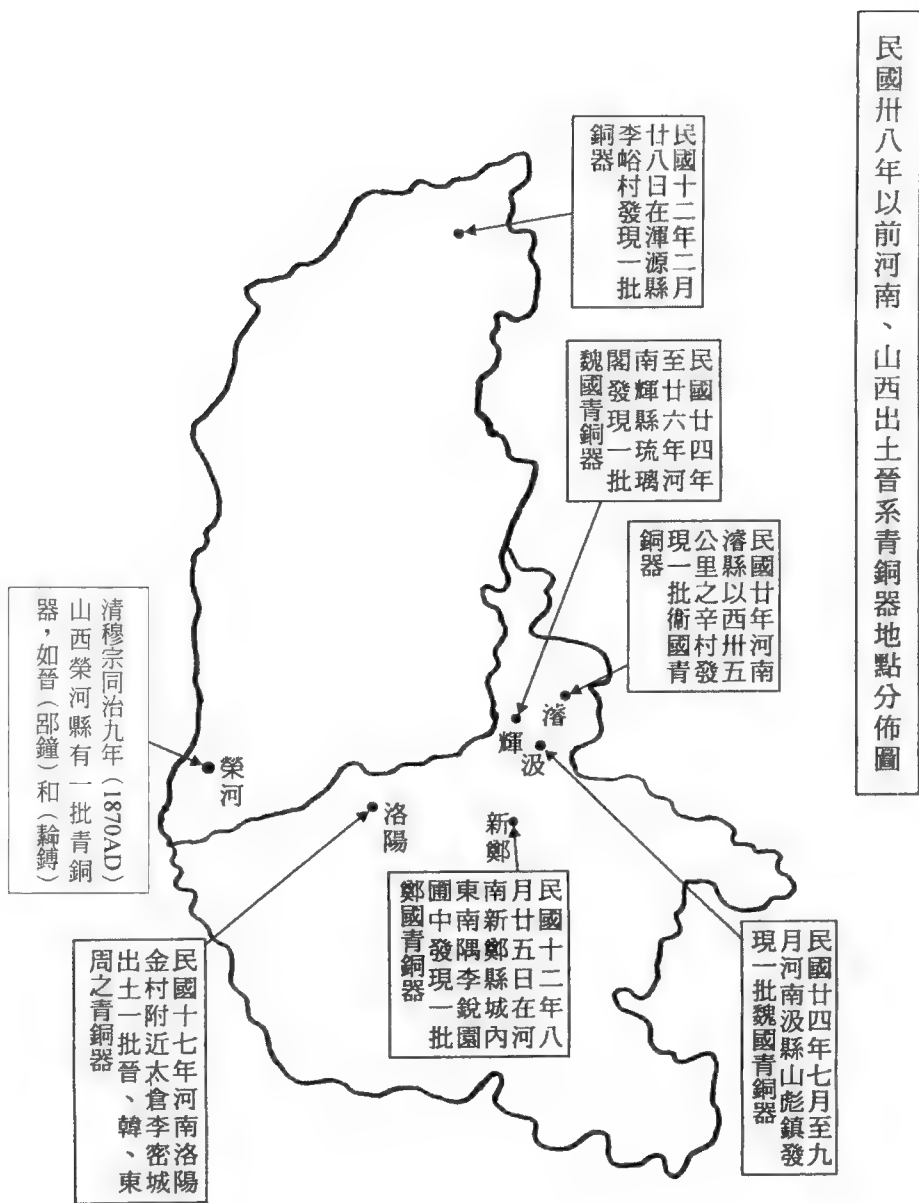 民國卅八年以前河南、山西出土晉系青銅器地點分佈圖
民國十二年二月
廿八日在渾源縣
李峪村發現一批
銅器
民國廿四年
至廿六年河
南輝縣琉璃
閣發現一批
魏國青銅器
民國廿年河南
濬縣以西卅五
公里之辛村發
現一批衞國青
銅器
濬
輝
汲
榮河
洛陽
新鄭
民國廿四年七月至九
月河南汲縣山彪鎮發
現一批魏國青銅器
民國十二年八
月廿五日在河
南新鄭縣城內
東南隅李銳園
圃中發現一批
鄭國青銅器
民國十七年河南洛陽
金村附近太倉李密城
出土一批晉、韓、東
周之青銅器
清穆宗同治九年(1870AD)
山西榮河縣有一批青銅
器,如晉(郘鐘)和(鎛)